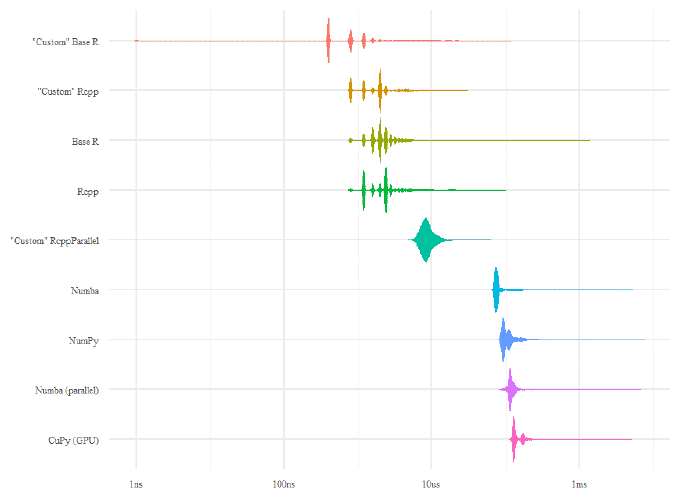 "Custom" Base R
"Custom" Rcpp
Base R
Rcpp
"Custom" RcppParallel
Numba
NumPy
Numba (parallel)
CuPy (GPU)
1ns
100ns
10us
1ms